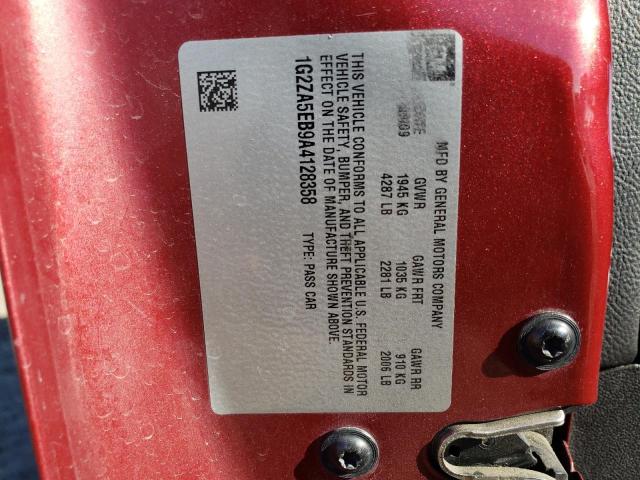 MFD BY GENERAL MOTORS COMPANY
GVWR GAWR FRT GAWR RR
1945 KG 1035 KG 910 KG
4287 LB 2281 LB 2006 LB
THIS VEHICLE CONFORMS TO ALL APPLICABLE U.S. FEDERAL MOTOR
VEHICLE SAFETY, BUMPER, AND THEFT PREVENTION STANDARDS IN
EFFECT ON THE DATE OF MANUFACTURE SHOWN ABOVE.
1G2ZA5EB9A4128358 TYPE: PASS CAR